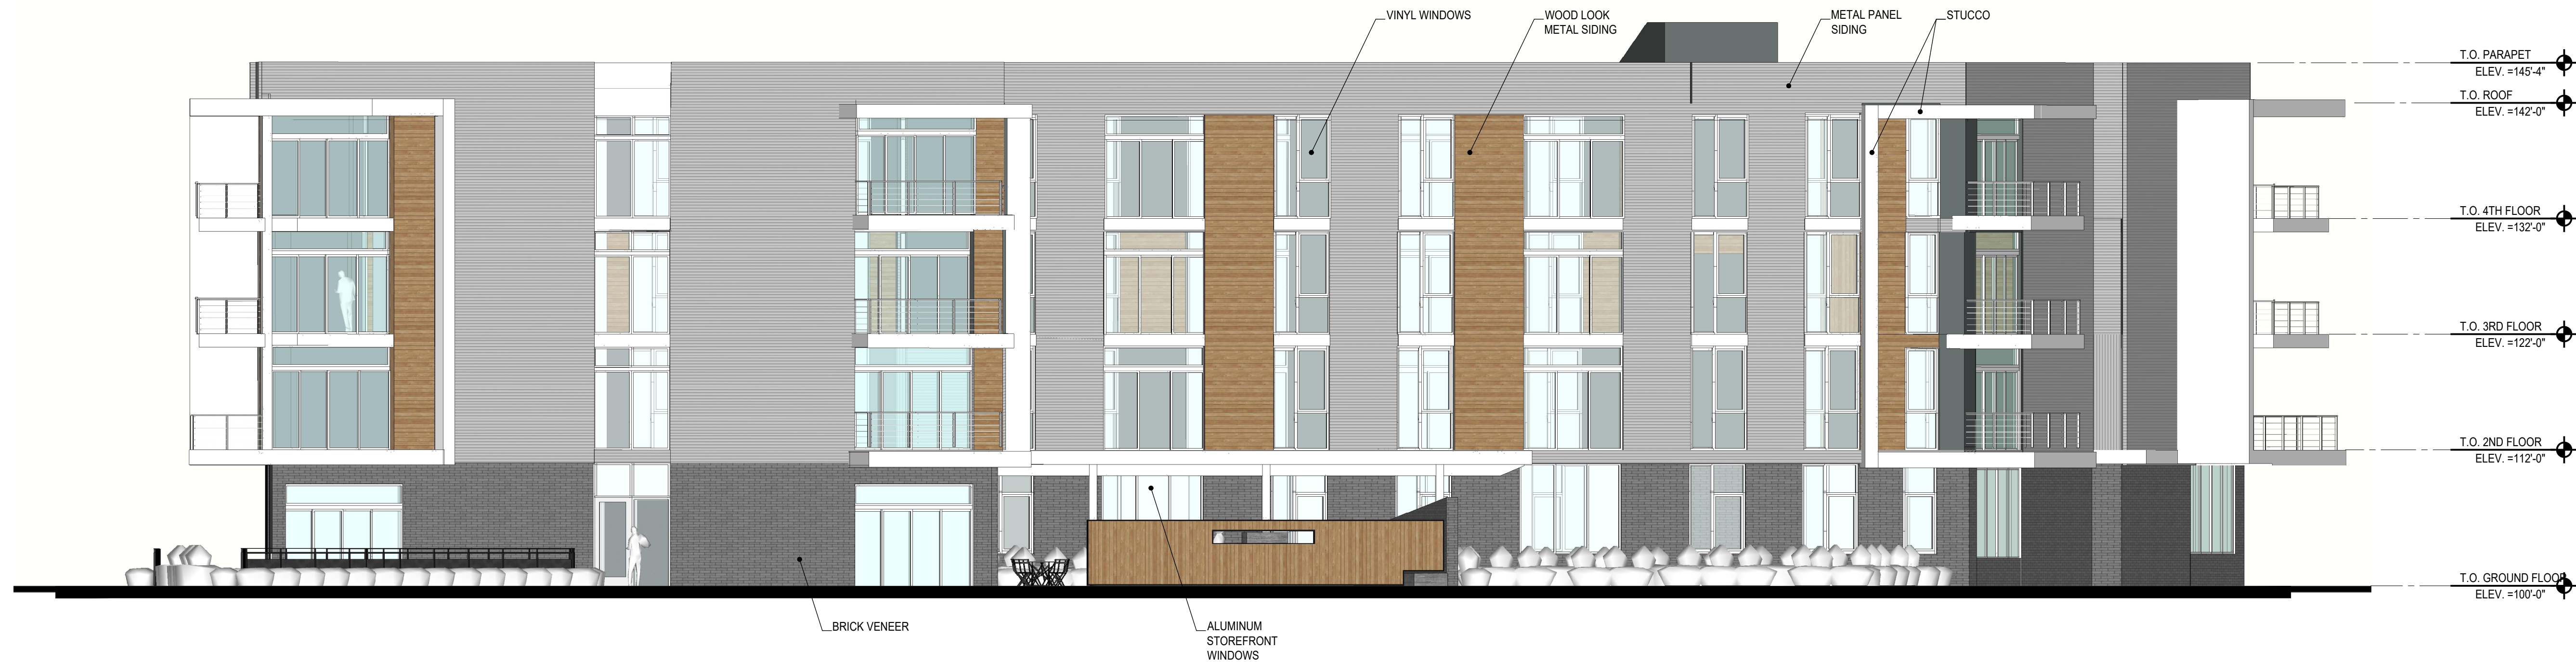 VINYL WINDOWS
WOOD LOOK
METAL SIDING
METAL PANEL
SIDING
STUCCO
T.O. PARAPET
ELEV. =145'-4"
T.O. ROOF
ELEV. =142'-0"
T.O. 4TH FLOOR
ELEV. =132'-0"
T.O. 3RD FLOOR
ELEV. =122'-0"
T.O. 2ND FLOOR
ELEV. =112'-0"
T.O. GROUND FLOOR
ELEV. =100'-0"
BRICK VENEER
ALUMINUM
STOREFRONT
WINDOWS